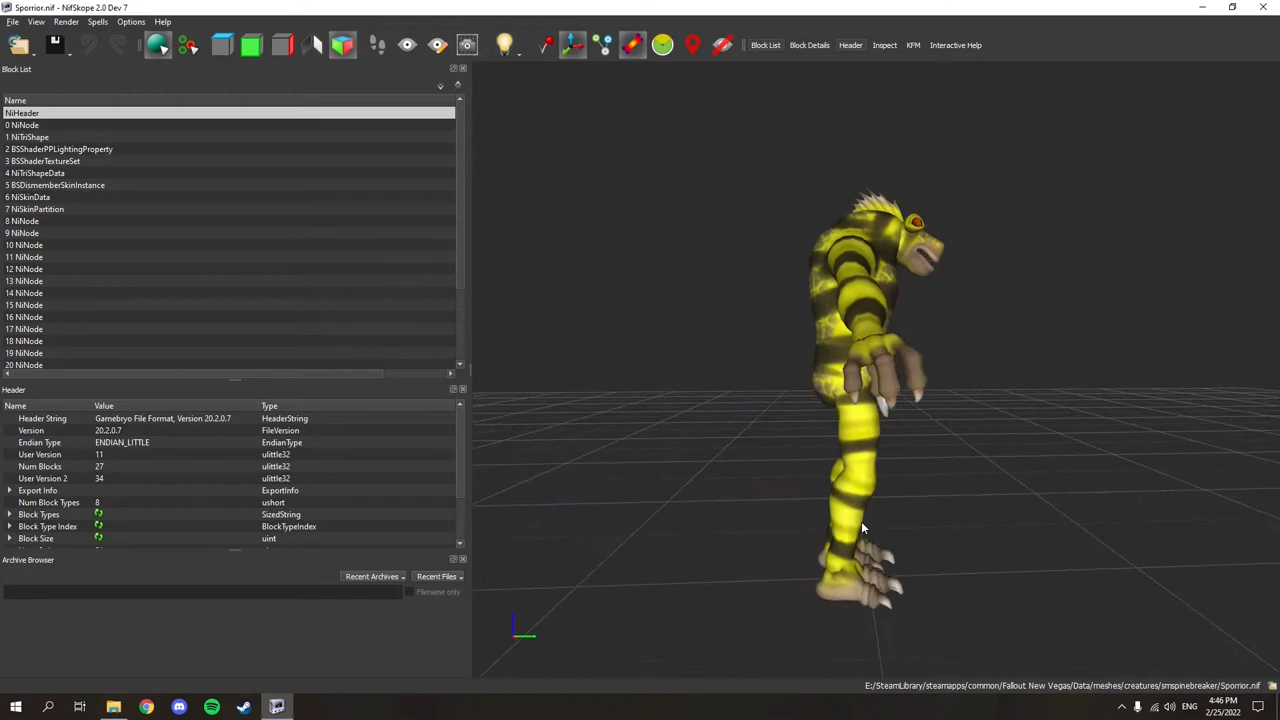 Sporrior.nif - NifSkope 2.0 Dev 7
File View Render Spells Options Help
Block List Block Details Header Inspect KFM Interactive Help
Block List
Name
NiHeader
0 NiNode
1 NiTriShape
2 BSShaderPPLightingProperty
3 BSShaderTextureSet
4 NiTriShapeData
5 BSDismemberSkinInstance
6 NiSkinData
7 NiSkinPartition
8 NiNode
9 NiNode
10 NiNode
11 NiNode
12 NiNode
13 NiNode
14 NiNode
15 NiNode
16 NiNode
17 NiNode
18 NiNode
19 NiNode
20 NiNode
Header
Name Value Type
Header String Gamebryo File Format, Version 20.2.0.7 HeaderString
Version 20.2.0.7 FileVersion
Endian Type ENDIAN_LITTLE EndianType
User Version 11 ulittle32
Num Blocks 27 ulittle32
User Version 2 34 ulittle32
Export Info ExportInfo
Num Block Types 8 ushort
Block Types SizedString
Block Type Index BlockTypeIndex
Block Size uint
Archive Browser
Recent Archives Recent Files
Filename only
E:/SteamLibrary/steamapps/common/Fallout New Vegas/Data/meshes/creatures/smspinebreaker/Sporrior.nif
ENG
4:46 PM
2/25/2022